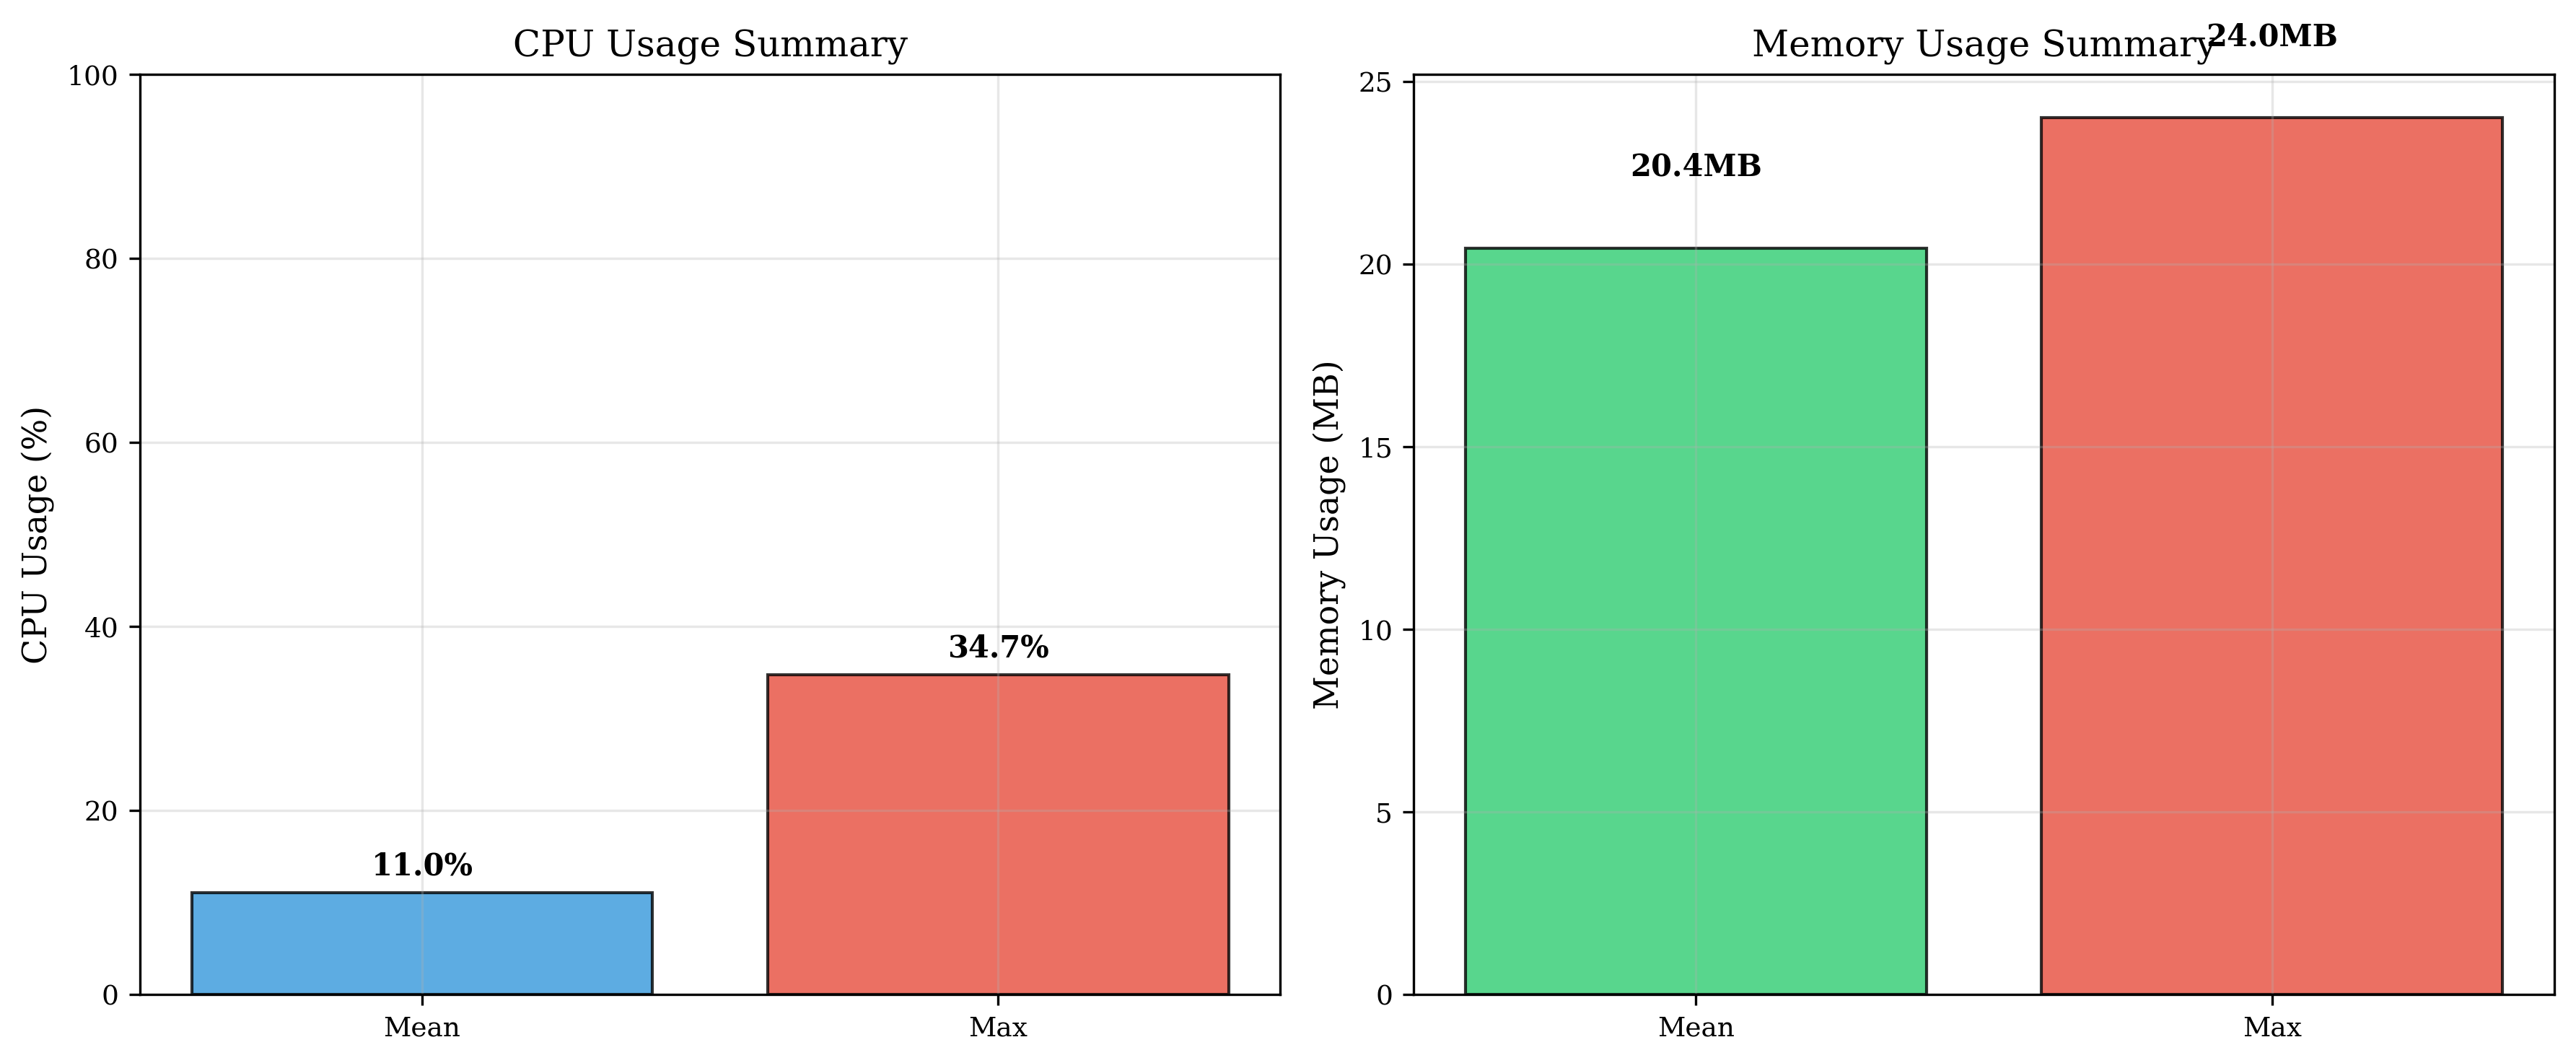 CPU Usage Summary
CPU Usage (%)
100
80
60
40
20
0
11.0%
34.7%
Mean
Max
Memory Usage Summary
24.0MB
Memory Usage (MB)
25
20
15
10
5
0
20.4MB
Mean
Max